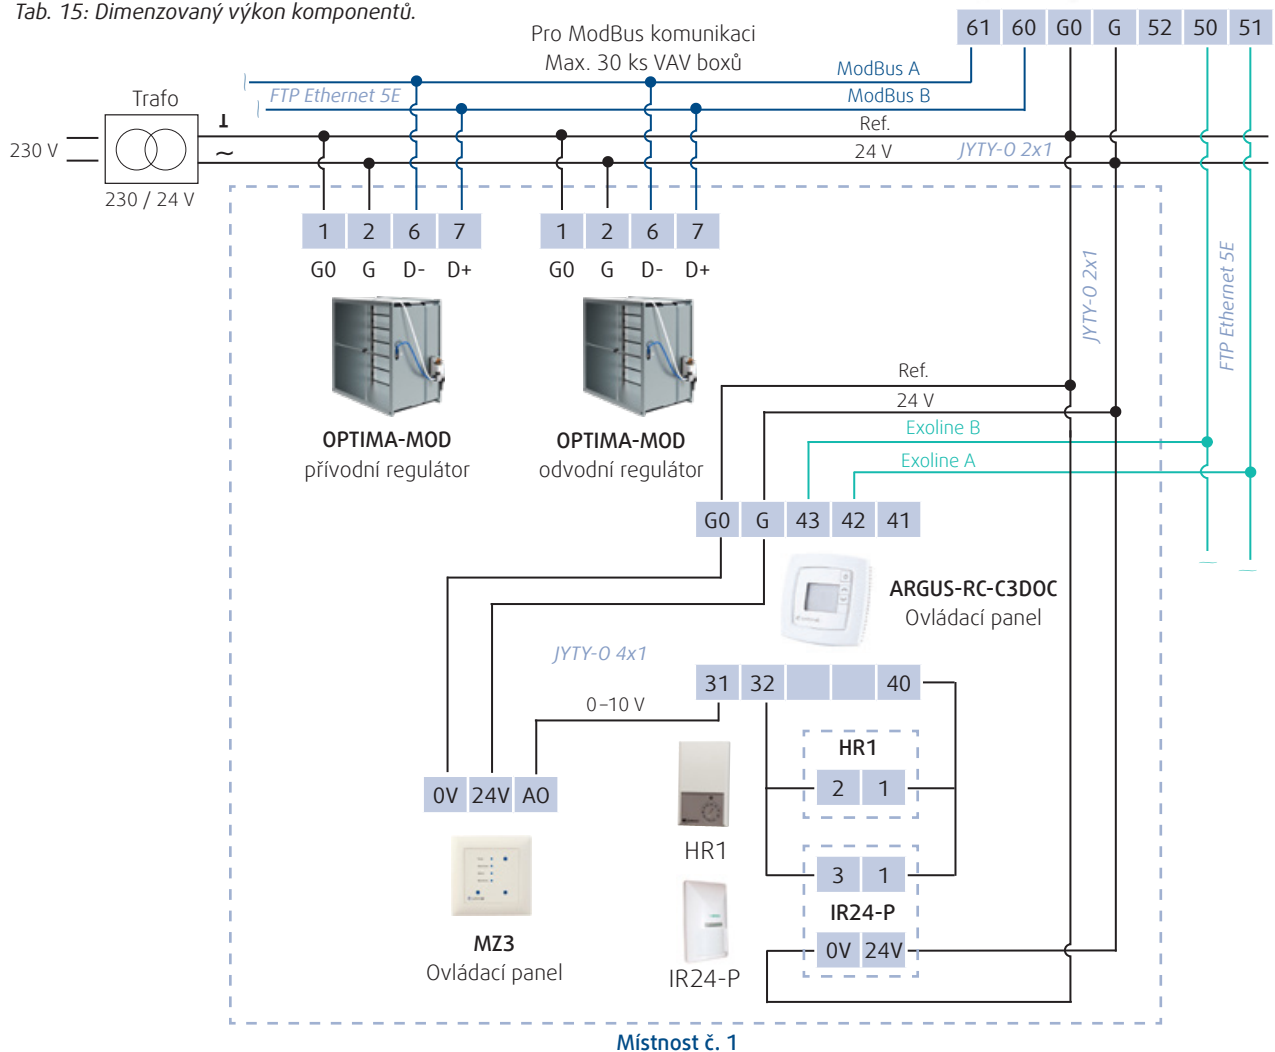 Tab. 15: Dimenzovaný výkon komponentů.
61 60 G0 G 52 50 51
Pro ModBus komunikaci
Max. 30 ks VAV boxů
ModBus A
FTP Ethernet 5E
ModBus B
Trafo
Ref.
230 V
~
24 V
JYTY-O 2x1
230 / 24 V
1 2 6 7
G0 G D- D+
1 2 6 7
G0 G D- D+
JYTY-O 2x1
FTP Ethernet 5E
OPTIMA-MOD
přívodní regulátor
OPTIMA-MOD
odvodní regulátor
Ref.
24 V
Exoline B
Exoline A
G0 G 43 42 41
ARGUS-RC-C3DOC
Ovládací panel
JYTY-O 4x1
0–10 V
31 32 40
HR1
2 1
0V 24V AO
HR1
3 1
IR24-P
0V 24V
MZ3
Ovládací panel
IR24-P
Místnost č. 1